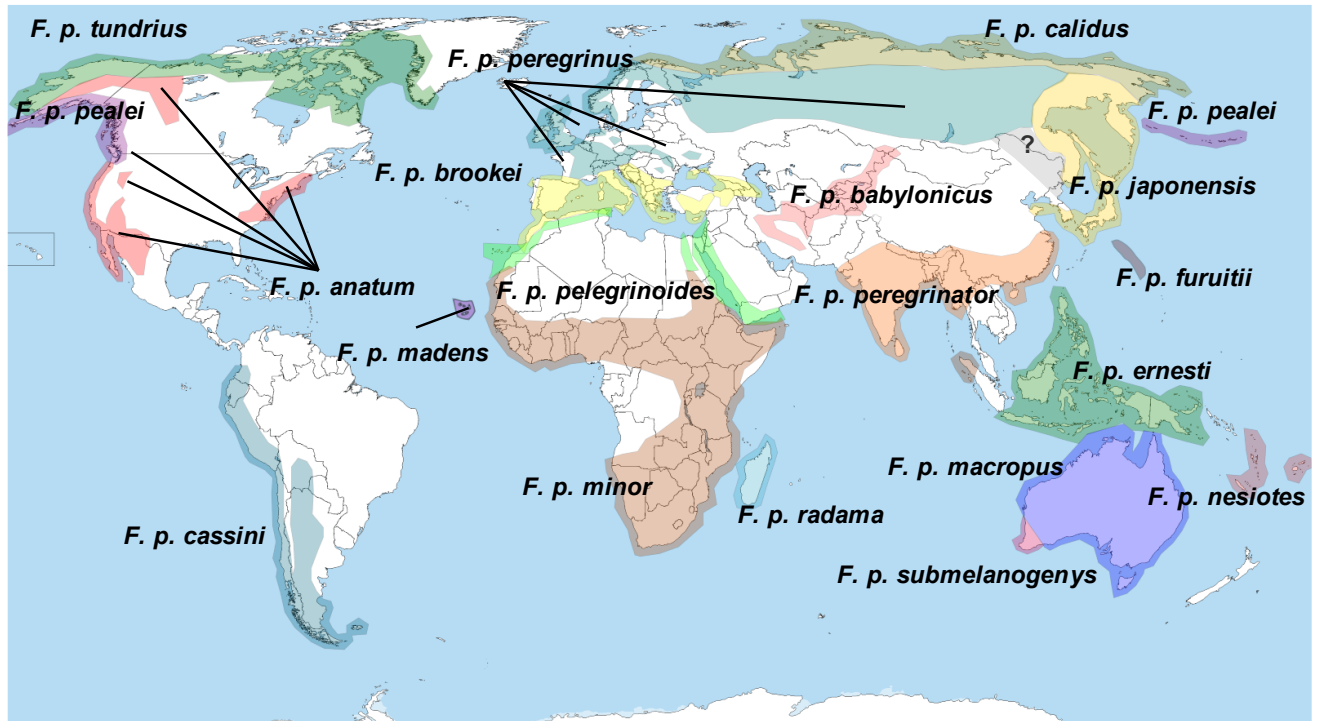 F. p. tundrius
F. p. calidus
F. p. peregrinus
F. p. pealei
F. p. pealei
?
F. p. brookei
F. p. babylonicus
F. p. japonensis
F. p. anatum
F. p. pelegrinoides
F. p. peregrinator
F. p. furuitii
F. p. madens
F. p. ernesti
F. p. macropus
F. p. minor
F. p. nesiotes
F. p. radama
F. p. cassini
F. p. submelanogenys